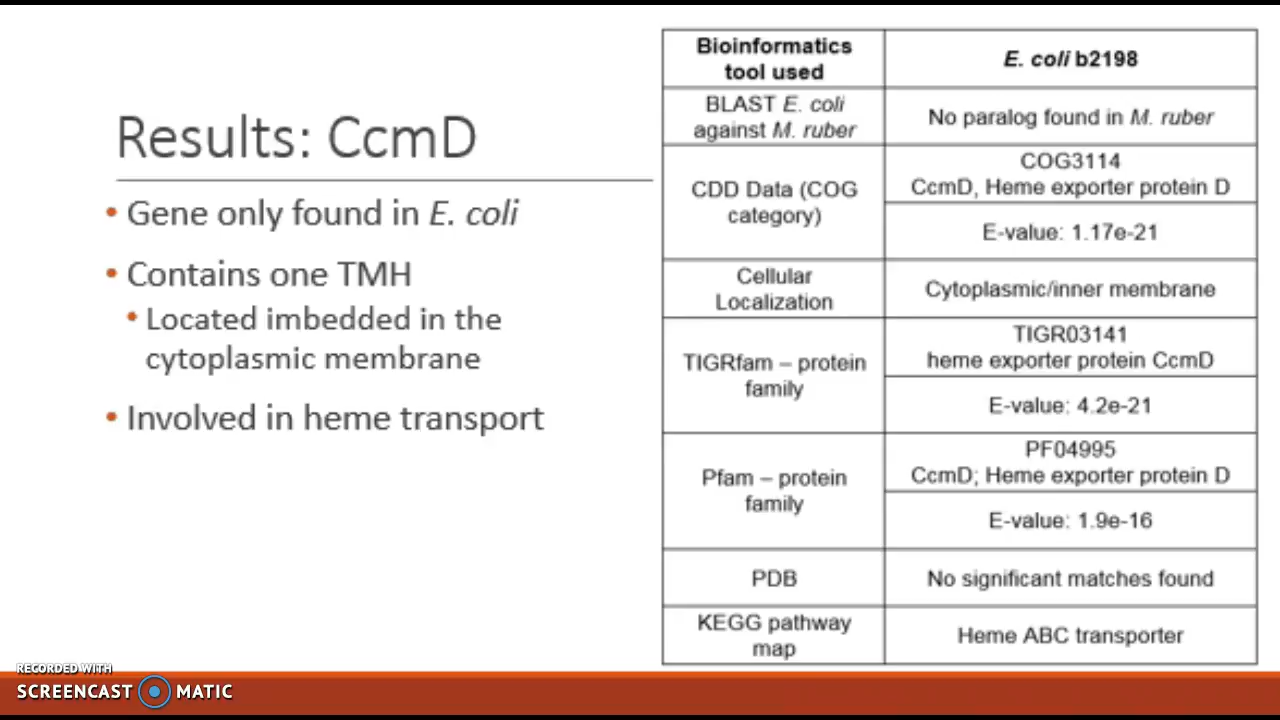 Results: CcmD
• Gene only found in E. coli
• Contains one TMH
• Located imbedded in the
cytoplasmic membrane
• Involved in heme transport
Bioinformatics
tool used
E. coli b2198
BLAST E. coli
against M. ruber
No paralog found in M. ruber
CDD Data (COG
category)
COG3114
CcmD, Heme exporter protein D
E-value: 1.17e-21
Cellular
Localization
Cytoplasmic/inner membrane
TIGRfam – protein
family
TIGR03141
heme exporter protein CcmD
E-value: 4.2e-21
Pfam – protein
family
PF04995
CcmD; Heme exporter protein D
E-value: 1.9e-16
PDB
No significant matches found
KEGG pathway
map
Heme ABC transporter
RECORDED WITH
SCREENCAST MATIC